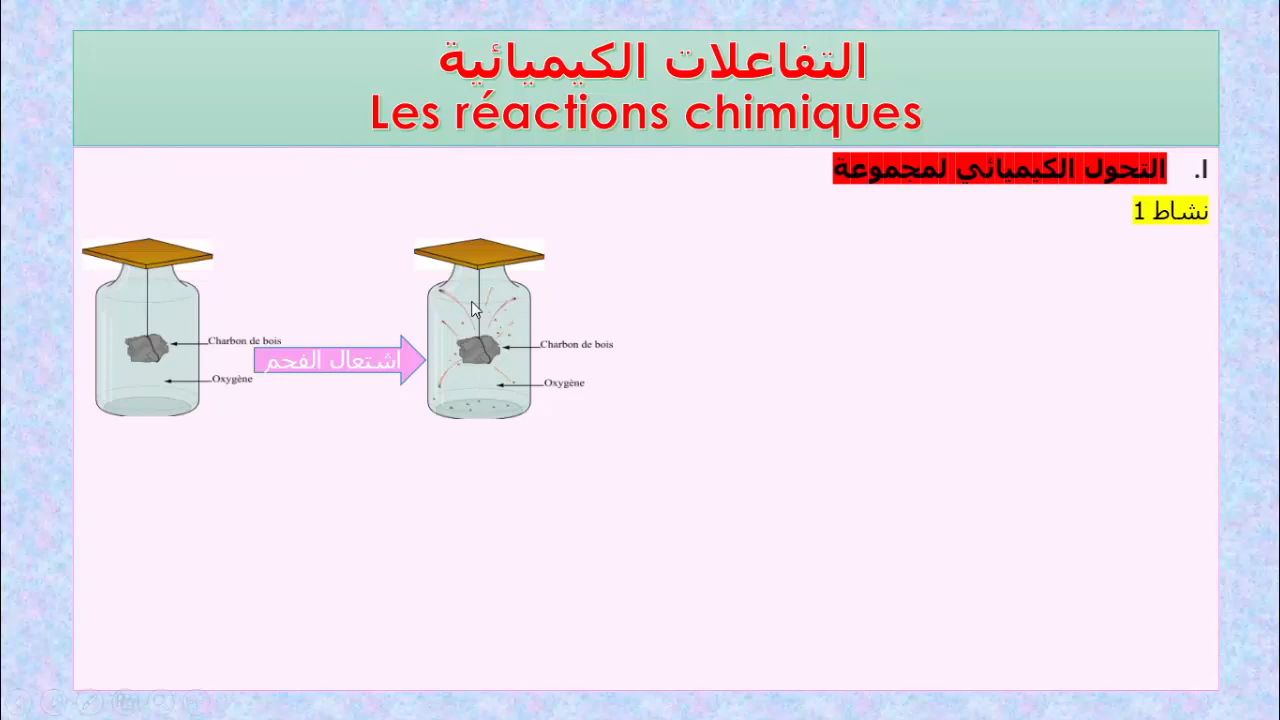 التفاعلات الكيميائية
Les réactions chimiques
I. التحول الكيميائي لمجموعة
نشاط 1
Charbon de bois
Oxygène
اشتعال الفحم
Charbon de bois
Oxygène